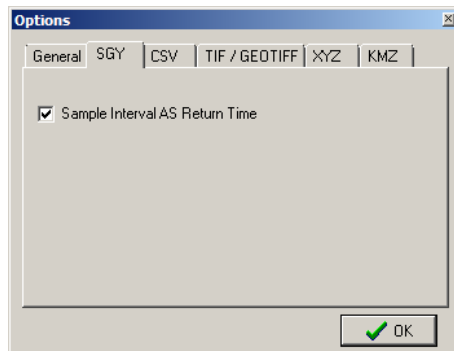 Options
General SGY CSV TIF / GEOTIFF XYZ KMZ
Sample Interval AS Return Time
OK